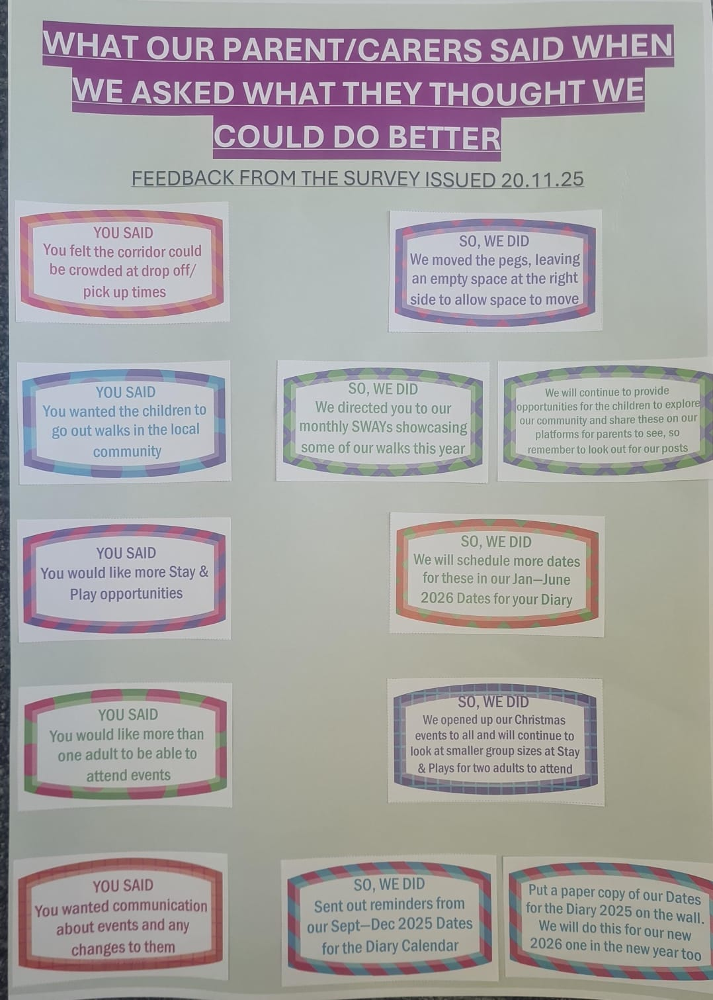 WHAT OUR PARENT/CARERS SAID WHEN
WE ASKED WHAT THEY THOUGHT WE
COULD DO BETTER
FEEDBACK FROM THE SURVEY ISSUED 20.11.25
YOU SAID
You felt the corridor could
be crowded at drop off/
pick up times
SO, WE DID
We moved the pegs, leaving
an empty space at the right
side to allow space to move
YOU SAID
You wanted the children to
go out walks in the local
community
SO, WE DID
We directed you to our
monthly SWAYs showcasing
some of our walks this year
We will continue to provide
opportunities for the children to explore
our community and share these on our
platforms for parents to see, so
remember to look out for our posts
YOU SAID
You would like more Stay &
Play opportunities
SO, WE DID
We will schedule more dates
for these in our Jan—June
2026 Dates for your Diary
YOU SAID
You would like more than
one adult to be able to
attend events
SO, WE DID
We opened up our Christmas
events to all and will continue to
look at smaller group sizes at Stay
& Plays for two adults to attend
YOU SAID
You wanted communication
about events and any
changes to them
SO, WE DID
Sent out reminders from
our Sept—Dec 2025 Dates
for the Diary Calendar
Put a paper copy of our Dates
for the Diary 2025 on the wall.
We will do this for our new
2026 one in the new year too